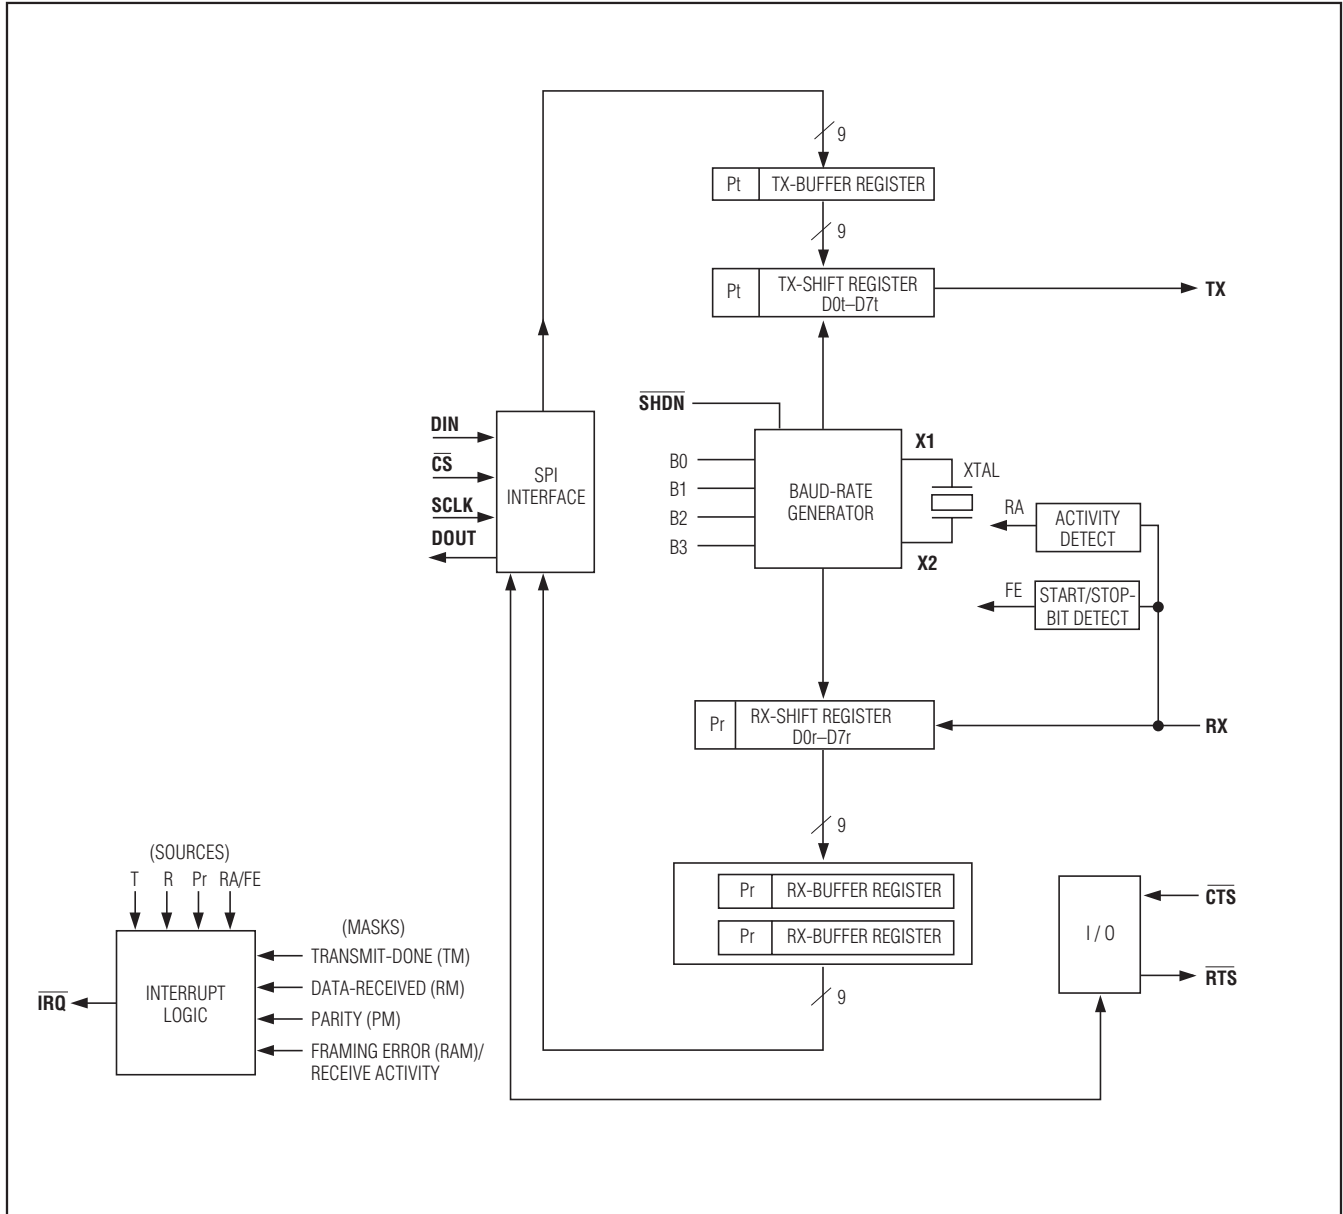 9
Pt TX-BUFFER REGISTER
9
Pt TX-SHIFT REGISTER
D0t–D7t
TX
SHDN
DIN
CS
SCLK
DOUT
SPI
INTERFACE
B0
B1
B2
B3
BAUD-RATE
GENERATOR
X1
XTAL
X2
RA
ACTIVITY
DETECT
FE
START/STOP-
BIT DETECT
Pr RX-SHIFT REGISTER
D0r–D7r
RX
9
Pr RX-BUFFER REGISTER
Pr RX-BUFFER REGISTER
9
I / O
CTS
RTS
(SOURCES)
T R Pr RA/FE
(MASKS)
TRANSMIT-DONE (TM)
DATA-RECEIVED (RM)
PARITY (PM)
FRAMING ERROR (RAM)/
RECEIVE ACTIVITY
INTERRUPT
LOGIC
IRQ